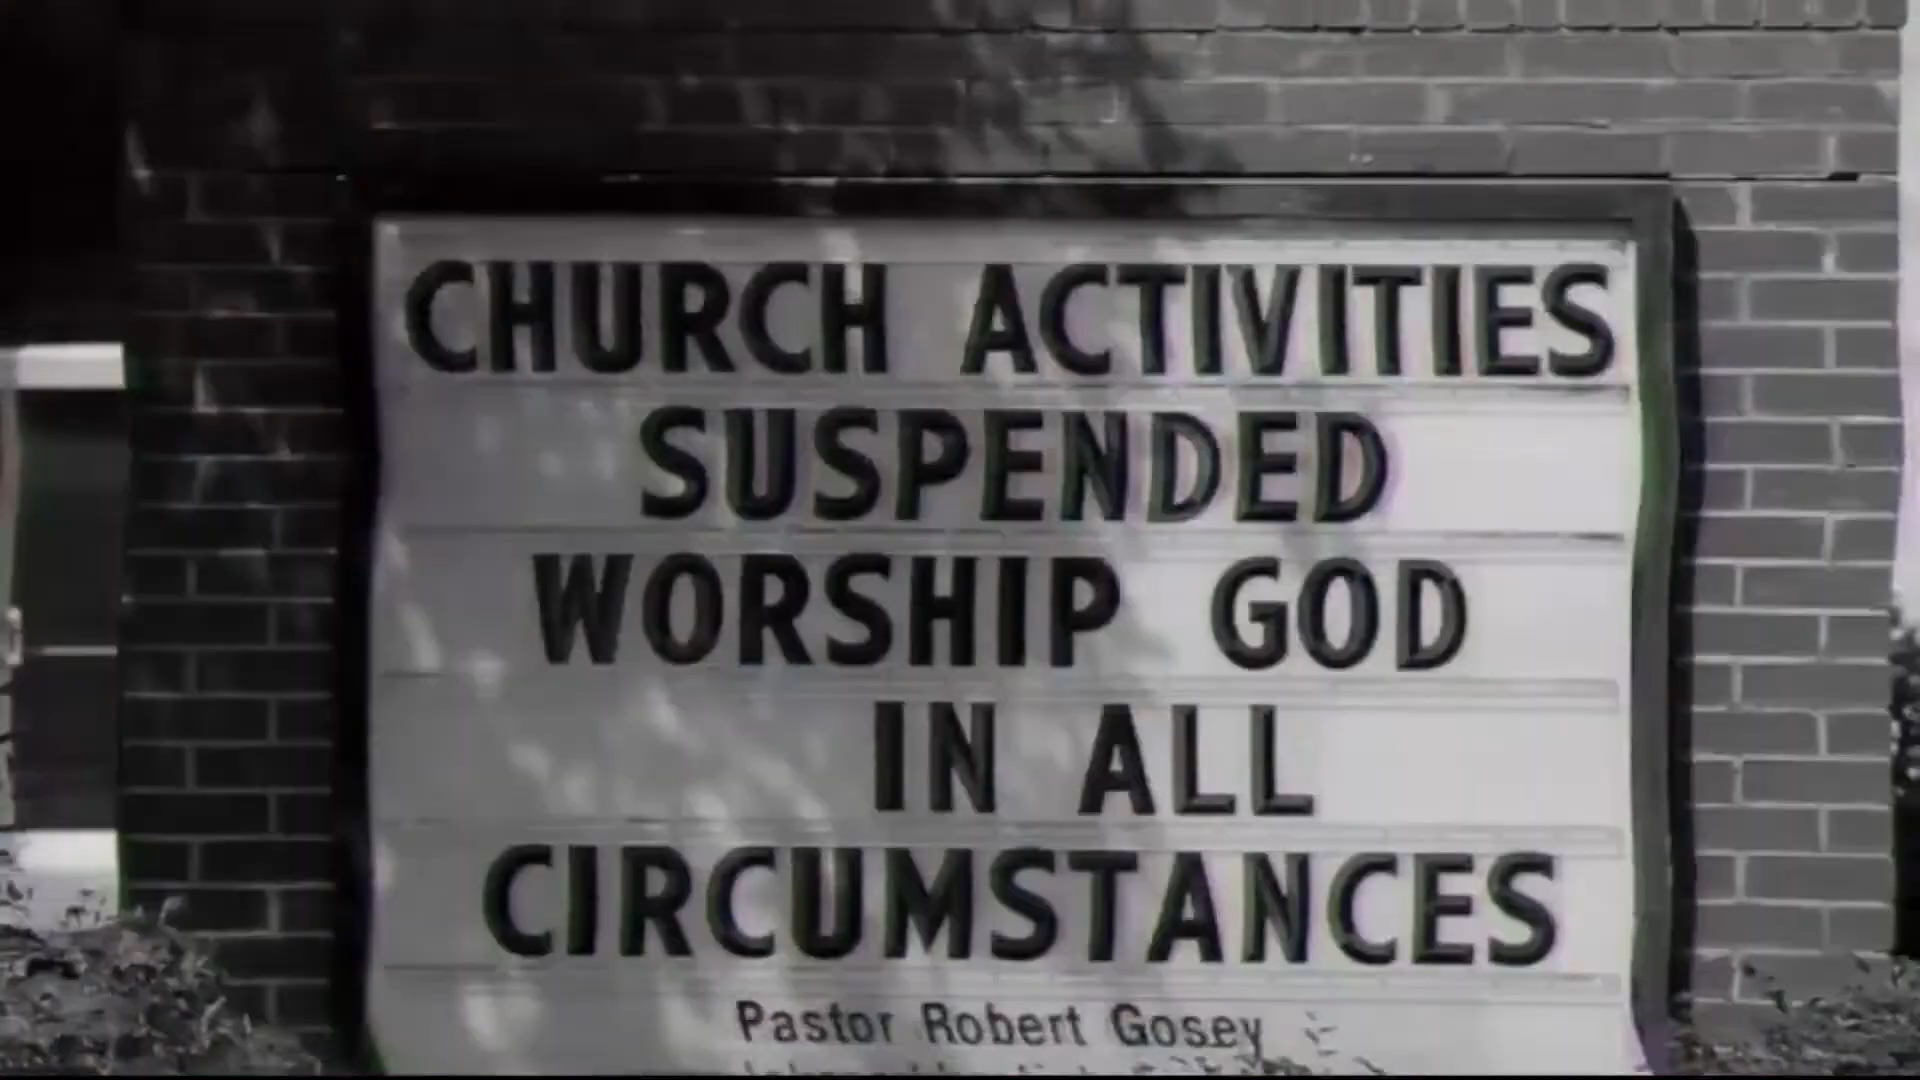 CHURCH ACTIVITIES
SUSPENDED
WORSHIP GOD
IN ALL
CIRCUMSTANCES
Pastor Robert Gosey